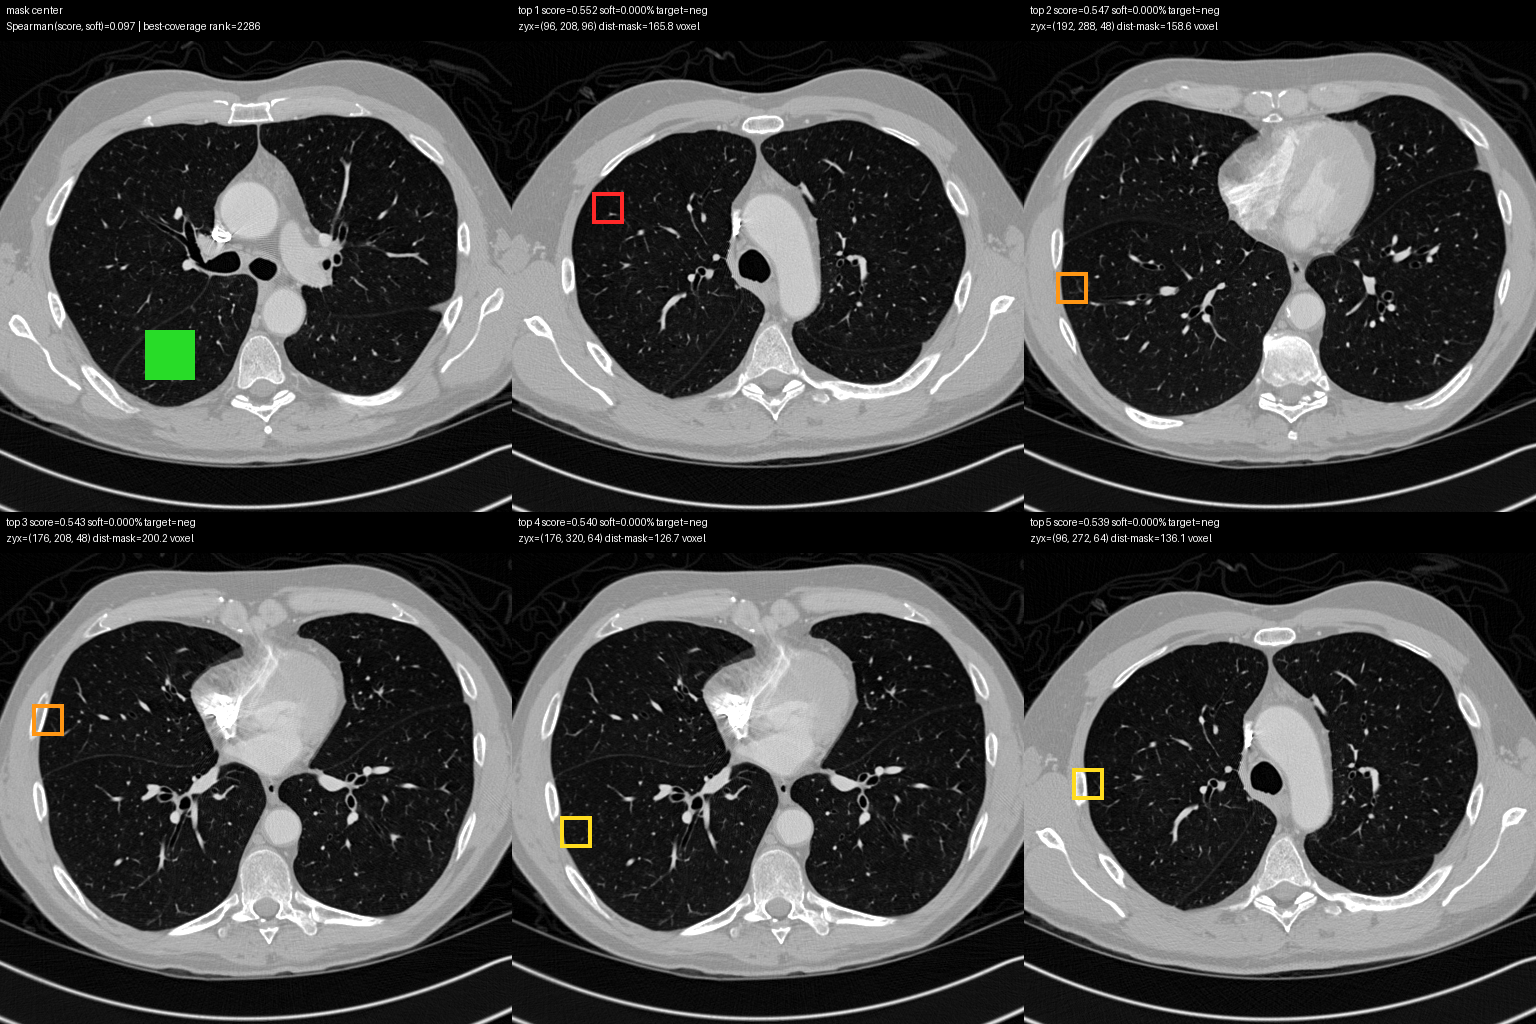 mask center
Spearman(score, soft)=0.097 | best-coverage rank=2286
top 1 score=0.552 soft=0.000% target=neg
zyx=(96, 208, 96) dist-mask=165.8 voxel
top 2 score=0.547 soft=0.000% target=neg
zyx=(192, 288, 48) dist-mask=158.6 voxel
top 3 score=0.543 soft=0.000% target=neg
zyx=(176, 208, 48) dist-mask=200.2 voxel
top 4 score=0.540 soft=0.000% target=neg
zyx=(176, 320, 64) dist-mask=126.7 voxel
top 5 score=0.539 soft=0.000% target=neg
zyx=(96, 272, 64) dist-mask=136.1 voxel